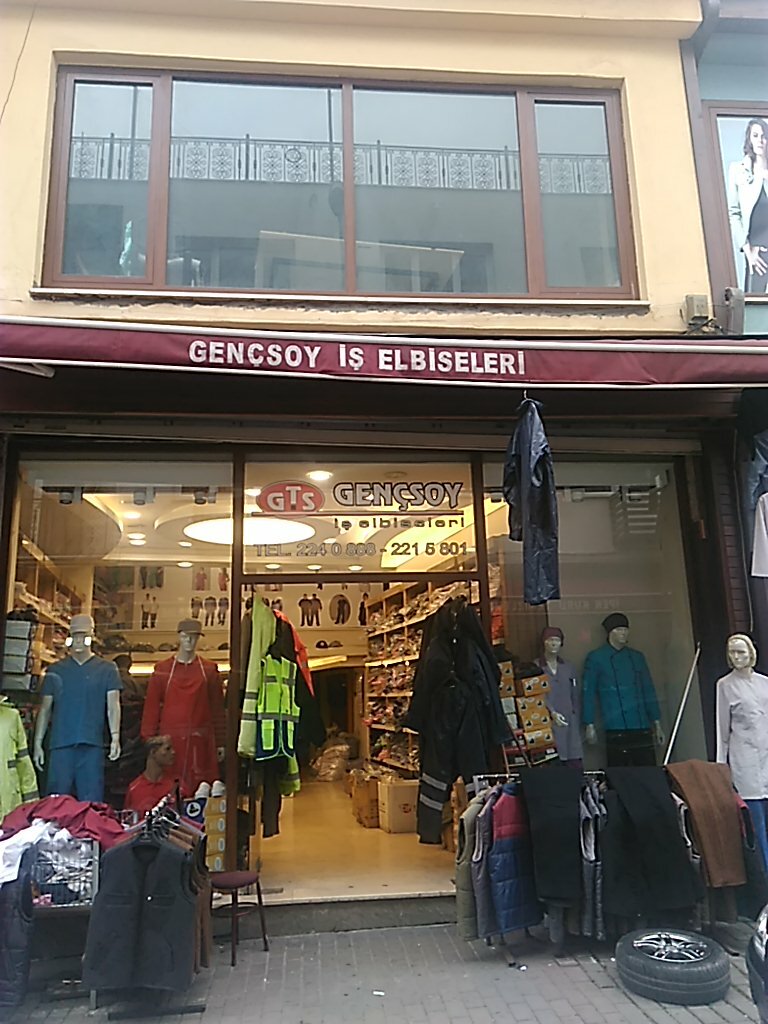 GENÇSOY İŞ ELBİSELERİ
GTS GENÇSOY
iş elbiseleri
TEL. 224 0 808 - 221 5 801